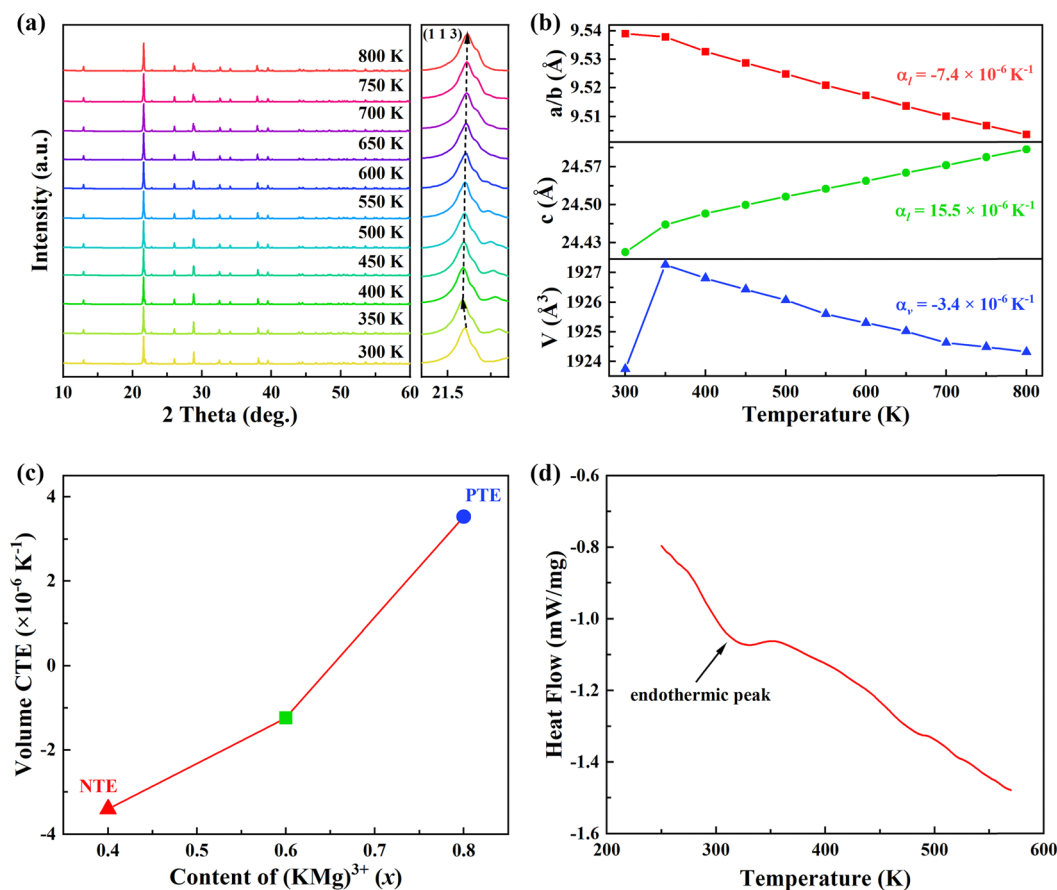 (a)
(1 1 3)
800 K
750 K
700 K
650 K
600 K
550 K
500 K
450 K
400 K
350 K
300 K
Intensity (a.u.)
10 20 30 40 50 60
21.5
2 Theta (deg.)
(b)
9.54
9.53
9.52
9.51
a/b (Å)
αl = -7.4 × 10-6 K-1
24.57
24.50
24.43
c (Å)
αl = 15.5 × 10-6 K-1
1927
1926
1925
1924
V (Å3)
αv = -3.4 × 10-6 K-1
300 400 500 600 700 800
Temperature (K)
(c)
4
2
0
-2
-4
Volume CTE (×10-6 K-1)
PTE
NTE
0.4 0.5 0.6 0.7 0.8
Content of (KMg)3+ (x)
(d)
-0.6
-0.8
-1.0
-1.2
-1.4
-1.6
Heat Flow (mW/mg)
endothermic peak
200 300 400 500 600
Temperature (K)